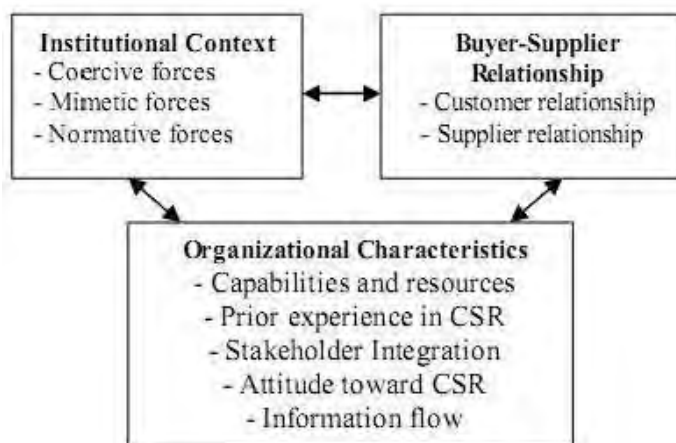 Institutional Context
- Coercive forces
- Mimetic forces
- Normative forces
Buyer-Supplier
Relationship
- Customer relationship
- Supplier relationship
Organizational Characteristics
- Capabilities and resources
- Prior experience in CSR
- Stakeholder Integration
- Attitude toward CSR
- Information flow